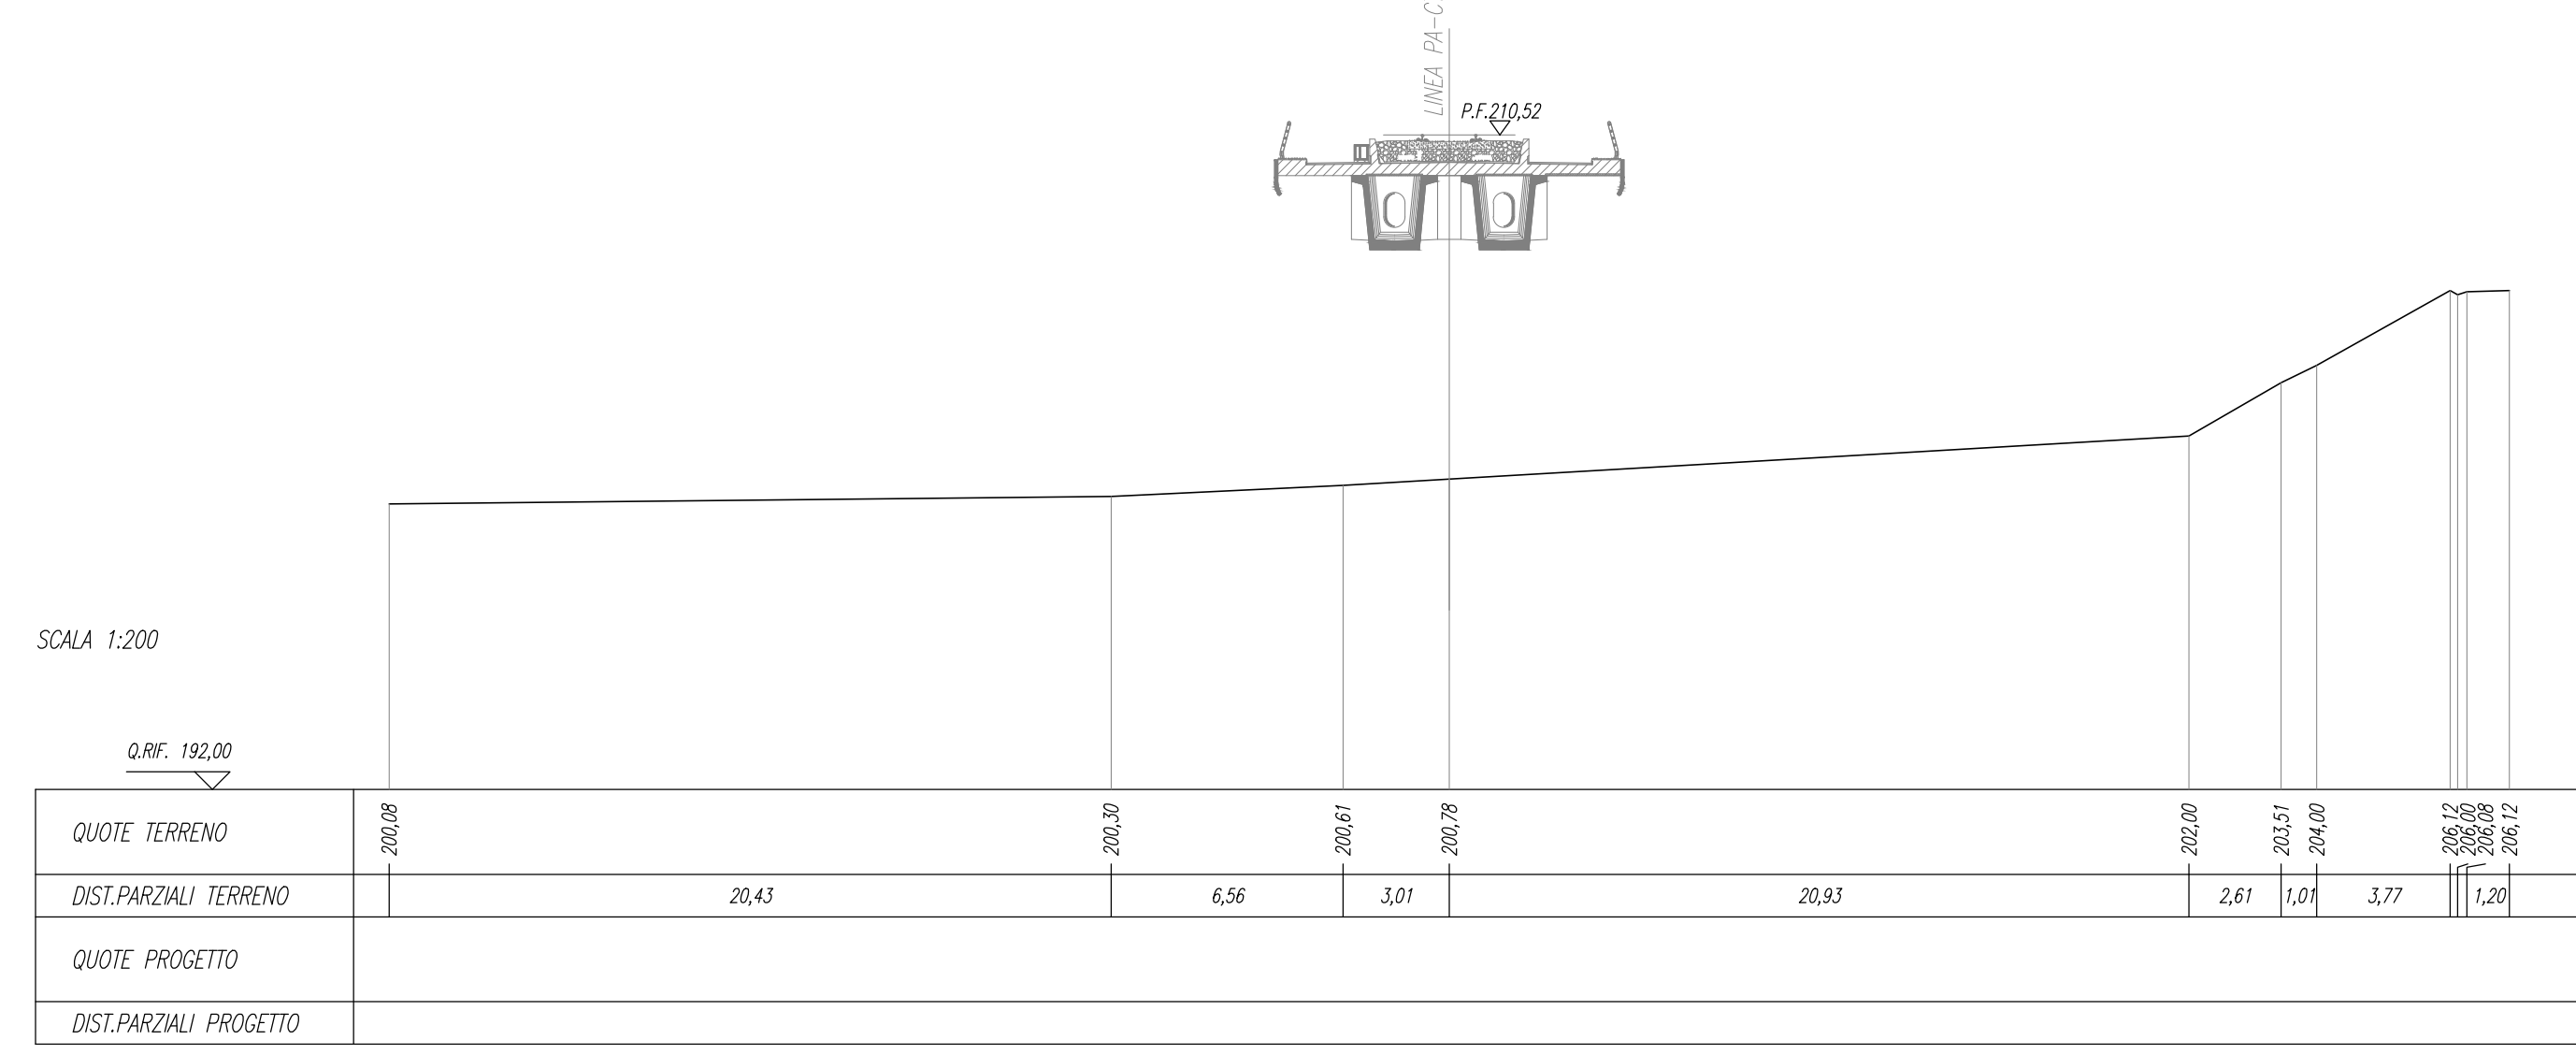 LINEA PA-C
P.F.210,52
SCALA 1:200
Q.RIF. 192,00
QUOTE TERRENO 200,08 200,30 200,61 200,78 202,00 203,51 204,00 206,12 206,00 206,08 206,12
DIST.PARZIALI TERRENO 20,43 6,56 3,01 20,93 2,61 1,01 3,77 1,20
QUOTE PROGETTO
DIST.PARZIALI PROGETTO